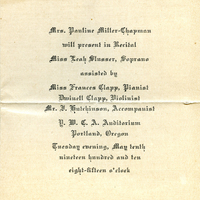 Mrs. Pauline Miller-Chapman
will present in Recital
Miss Leah Slusser, Soprano
assisted by
Miss Frances Clapp, Pianist
Dwinell Clapp, Violinist
Mr. J. Hutchinson, Accompanist
Y. W. C. A. Auditorium
Portland, Oregon
Tuesday evening, May tenth
nineteen hundred and ten
eight-fifteen o'clock